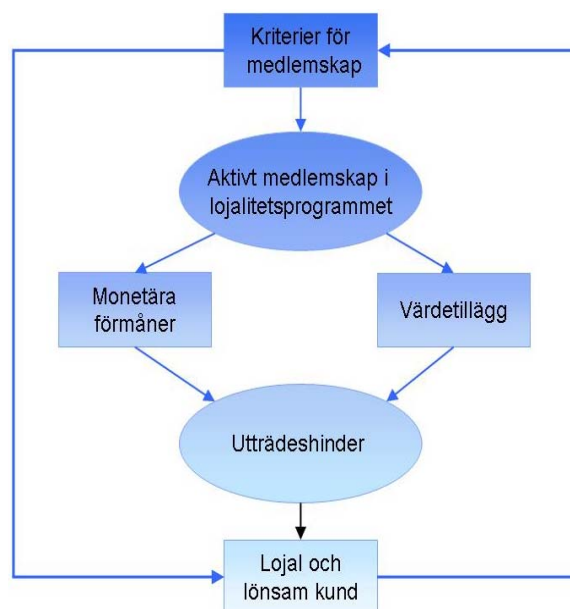 Kriterier för
medlemskap
Aktivt medlemskap i
lojalitetsprogrammet
Monetära
förmåner
Värdetillägg
Utträdeshinder
Lojal och
lönsam kund